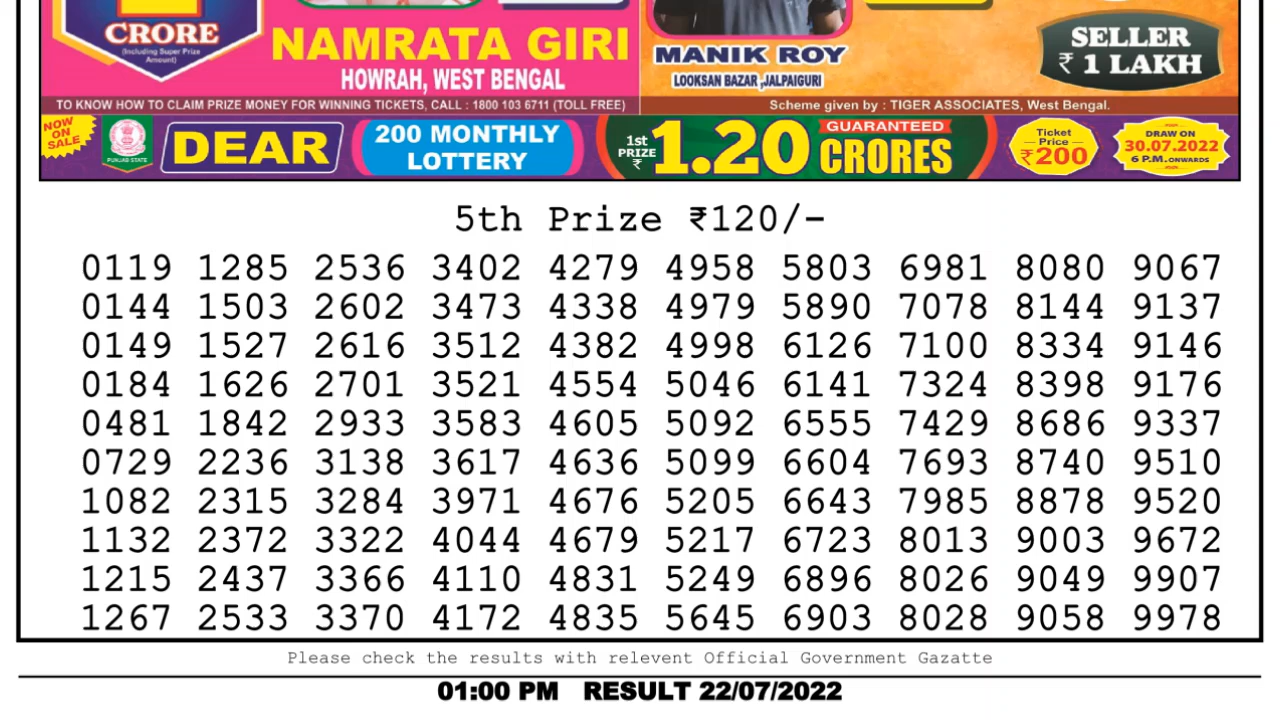 CRORE
(Including Super Prize
Amount)
NAMRATA GIRI
HOWRAH, WEST BENGAL
MANIK ROY
LOOKSAN BAZAR ,JALPAIGURI
SELLER
₹ 1 LAKH
TO KNOW HOW TO CLAIM PRIZE MONEY FOR WINNING TICKETS, CALL : 1800 103 6711 (TOLL FREE)
Scheme given by : TIGER ASSOCIATES, West Bengal.
NOW
ON
SALE
PUNJAB STATE
DEAR
200 MONTHLY
LOTTERY
1st
PRIZE
₹
1.20
GUARANTEED
CRORES
Ticket
Price
₹200
DRAW ON
30.07.2022
6 P.M. ONWARDS
5th Prize ₹120/-
0119 1285 2536 3402 4279 4958 5803 6981 8080 9067
0144 1503 2602 3473 4338 4979 5890 7078 8144 9137
0149 1527 2616 3512 4382 4998 6126 7100 8334 9146
0184 1626 2701 3521 4554 5046 6141 7324 8398 9176
0481 1842 2933 3583 4605 5092 6555 7429 8686 9337
0729 2236 3138 3617 4636 5099 6604 7693 8740 9510
1082 2315 3284 3971 4676 5205 6643 7985 8878 9520
1132 2372 3322 4044 4679 5217 6723 8013 9003 9672
1215 2437 3366 4110 4831 5249 6896 8026 9049 9907
1267 2533 3370 4172 4835 5645 6903 8028 9058 9978
Please check the results with relevent Official Government Gazatte
01:00 PM RESULT 22/07/2022